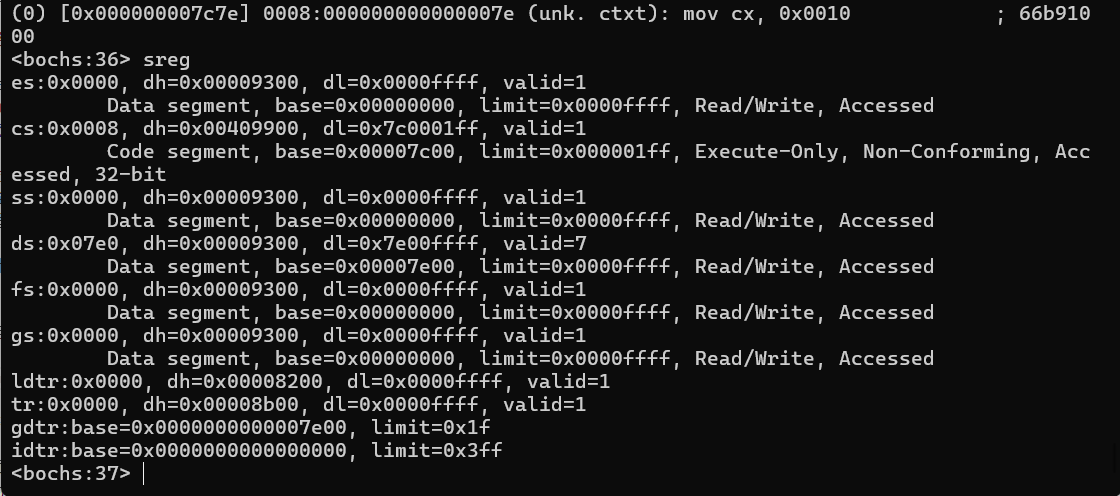 (0) [0x000000007c7e] 0008:000000000000007e (unk. ctxt): mov cx, 0x0010            ; 66b910
00
<bochs:36> sreg
es:0x0000, dh=0x00009300, dl=0x0000ffff, valid=1
        Data segment, base=0x00000000, limit=0x0000ffff, Read/Write, Accessed
cs:0x0008, dh=0x00409900, dl=0x7c0001ff, valid=1
        Code segment, base=0x00007c00, limit=0x000001ff, Execute-Only, Non-Conforming, Acc
essed, 32-bit
ss:0x0000, dh=0x00009300, dl=0x0000ffff, valid=1
        Data segment, base=0x00000000, limit=0x0000ffff, Read/Write, Accessed
ds:0x07e0, dh=0x00009300, dl=0x7e00ffff, valid=7
        Data segment, base=0x00007e00, limit=0x0000ffff, Read/Write, Accessed
fs:0x0000, dh=0x00009300, dl=0x0000ffff, valid=1
        Data segment, base=0x00000000, limit=0x0000ffff, Read/Write, Accessed
gs:0x0000, dh=0x00009300, dl=0x0000ffff, valid=1
        Data segment, base=0x00000000, limit=0x0000ffff, Read/Write, Accessed
ldtr:0x0000, dh=0x00008200, dl=0x0000ffff, valid=1
tr:0x0000, dh=0x00008b00, dl=0x0000ffff, valid=1
gdtr:base=0x0000000000007e00, limit=0x1f
idtr:base=0x0000000000000000, limit=0x3ff
<bochs:37>